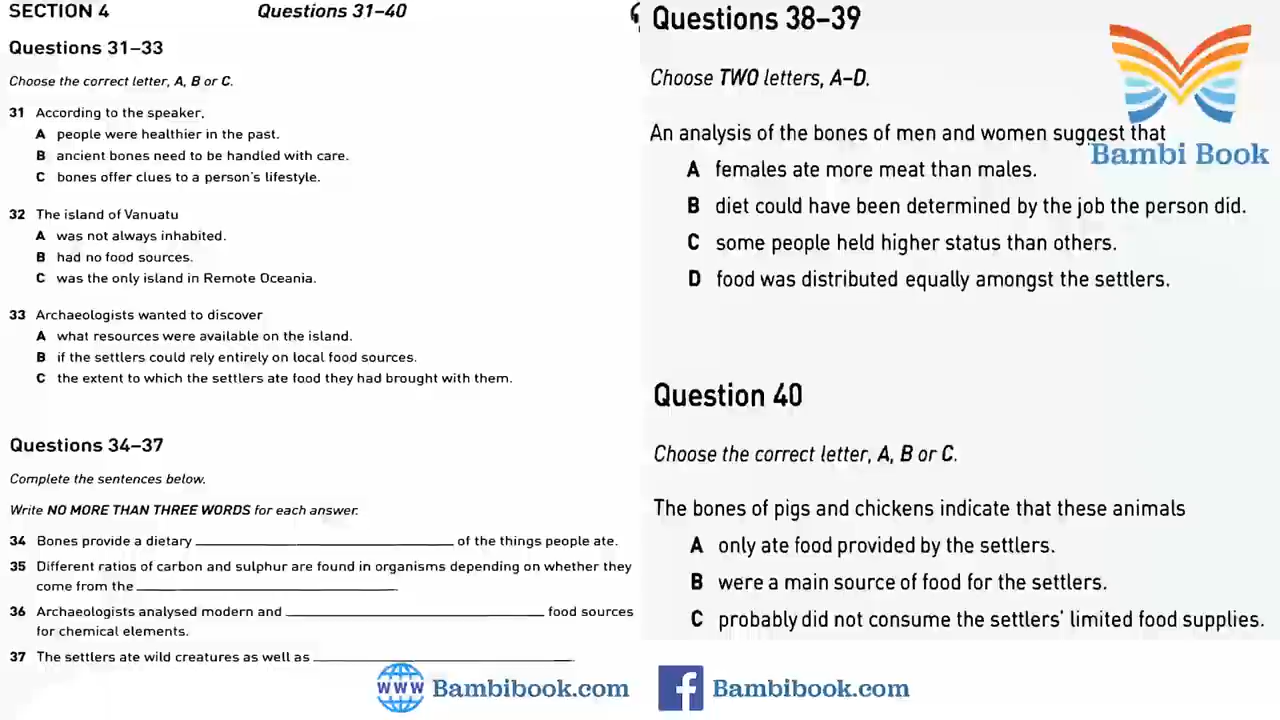 SECTION 4 Questions 31–40
Questions 31–33
Choose the correct letter, A, B or C.
31 According to the speaker,
A people were healthier in the past.
B ancient bones need to be handled with care.
C bones offer clues to a person's lifestyle.
32 The island of Vanuatu
A was not always inhabited.
B had no food sources.
C was the only island in Remote Oceania.
33 Archaeologists wanted to discover
A what resources were available on the island.
B if the settlers could rely entirely on local food sources.
C the extent to which the settlers ate food they had brought with them.
Questions 34–37
Complete the sentences below.
Write NO MORE THAN THREE WORDS for each answer.
34 Bones provide a dietary ____________ of the things people ate.
35 Different ratios of carbon and sulphur are found in organisms depending on whether they
come from the ____________.
36 Archaeologists analysed modern and ____________ food sources
for chemical elements.
37 The settlers ate wild creatures as well as ____________.
Questions 38–39
Choose TWO letters, A–D.
An analysis of the bones of men and women suggest that
A females ate more meat than males.
B diet could have been determined by the job the person did.
C some people held higher status than others.
D food was distributed equally amongst the settlers.
Question 40
Choose the correct letter, A, B or C.
The bones of pigs and chickens indicate that these animals
A only ate food provided by the settlers.
B were a main source of food for the settlers.
C probably did not consume the settlers' limited food supplies.
Bambi Book
www Bambibook.com
f Bambibook.com